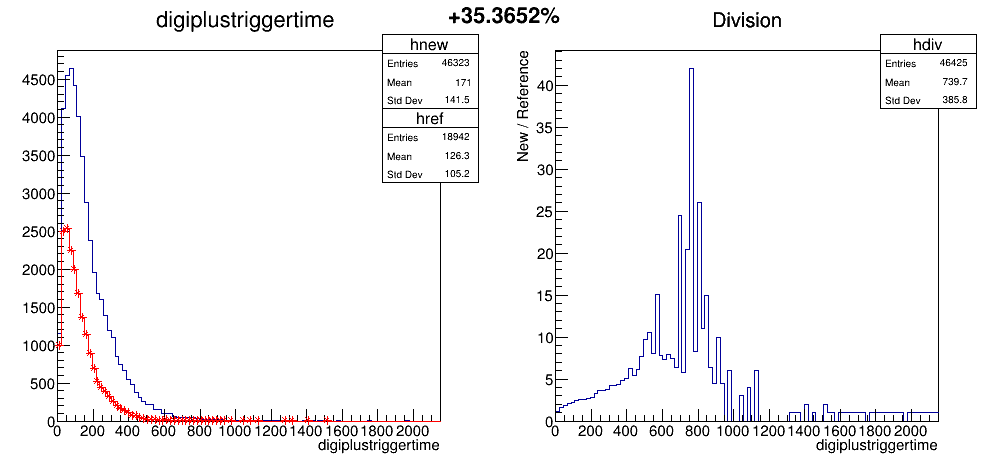 digiplustriggertime
+35.3652%
Division
hnew
Entries 46323
Mean 171
Std Dev 141.5
href
Entries 18942
Mean 126.3
Std Dev 105.2
4500
4000
3500
3000
2500
2000
1500
1000
500
0
0 200 400 600 800 1000 1200 1400 1600 1800 2000
digiplustriggertime
hdiv
Entries 46425
Mean 739.7
Std Dev 385.8
New / Reference
40
35
30
25
20
15
10
5
0
0 200 400 600 800 1000 1200 1400 1600 1800 2000
digiplustriggertime